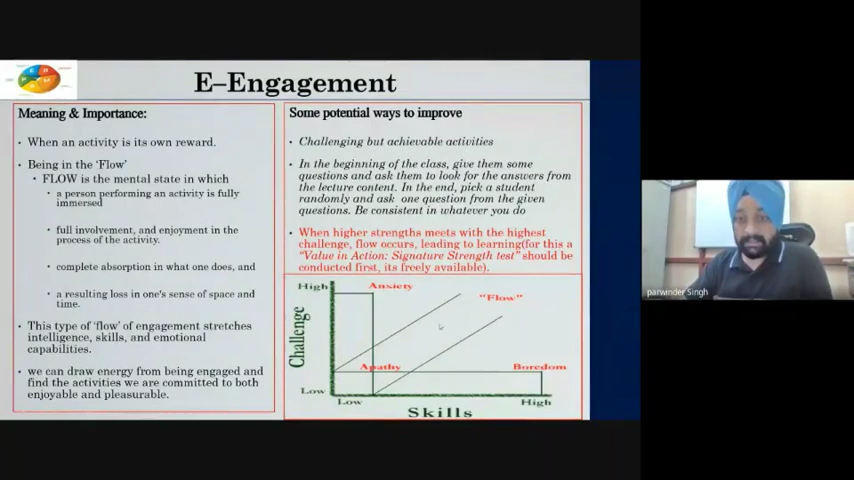 E–Engagement
Meaning & Importance:
• When an activity is its own reward.
• Being in the 'Flow'
• FLOW is the mental state in which
• a person performing an activity is fully
immersed
• full involvement, and enjoyment in the
process of the activity.
• complete absorption in what one does, and
• a resulting loss in one's sense of space and
time.
• This type of 'flow' of engagement stretches
intelligence, skills, and emotional
capabilities.
• we can draw energy from being engaged and
find the activities we are committed to both
enjoyable and pleasurable.
Some potential ways to improve
• Challenging but achievable activities
• In the beginning of the class, give them some
questions and ask them to look for the answers from
the lecture content. In the end, pick a student
randomly and ask one question from the given
questions. Be consistent in whatever you do
• When higher strengths meets with the highest
challenge, flow occurs, leading to learning(for this a
"Value in Action: Signature Strength test" should be
conducted first, its freely available).
High
Anxiety
"Flow"
Challenge
Apathy
Boredom
Low
Low
High
Skills
parwinder Singh